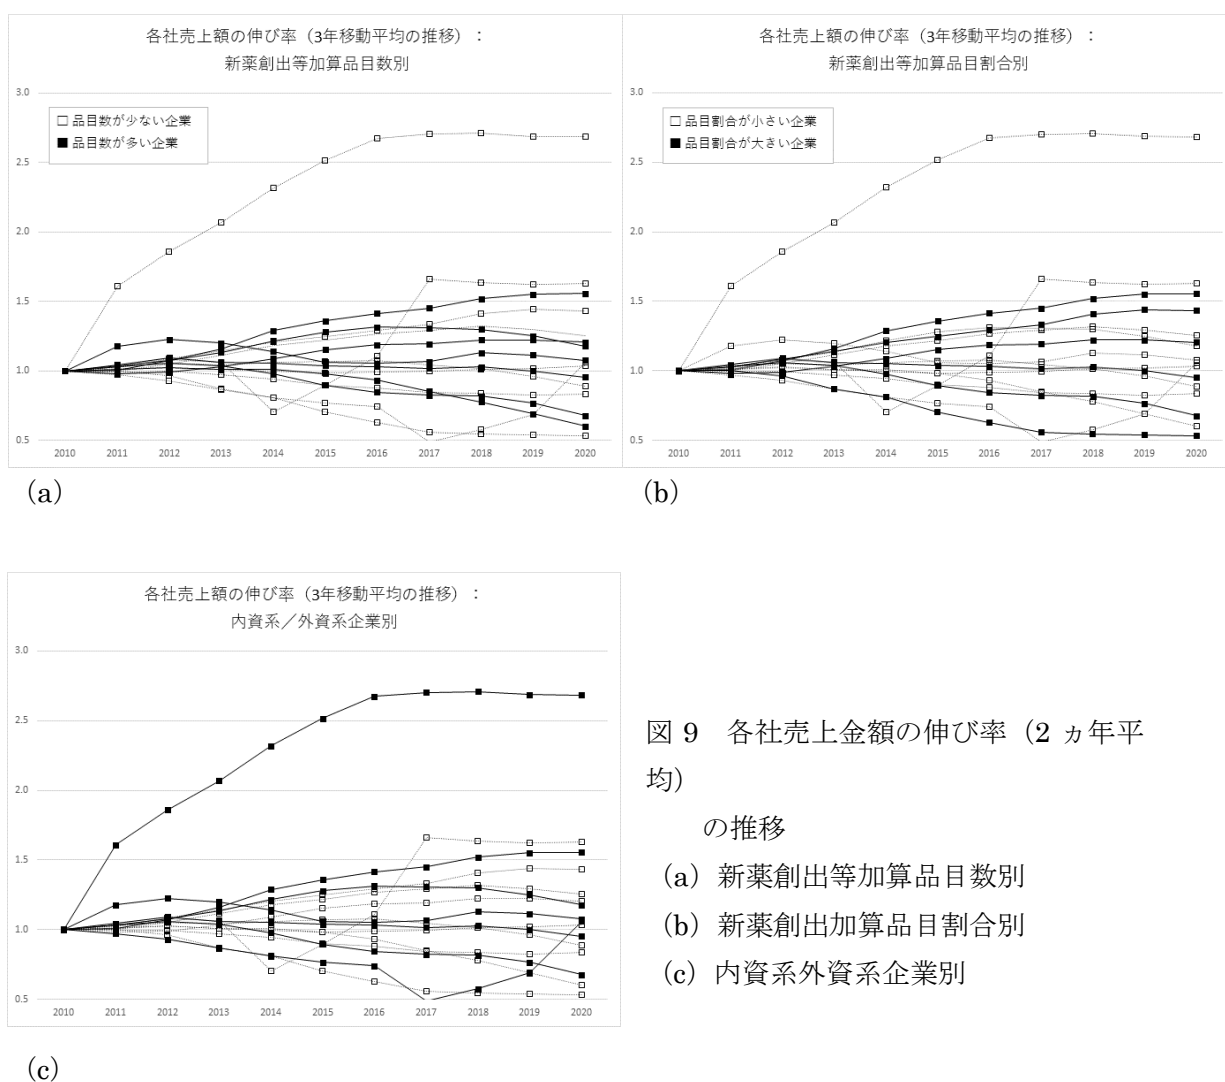 各社売上額の伸び率（3年移動平均の推移）：
新薬創出等加算品目数別
3.0
2.5
2.0
1.5
1.0
0.5
□ 品目数が少ない企業
■ 品目数が多い企業
2010 2011 2012 2013 2014 2015 2016 2017 2018 2019 2020
（a）
各社売上額の伸び率（3年移動平均の推移）：
新薬創出等加算品目割合別
3.0
2.5
2.0
1.5
1.0
0.5
□ 品目割合が小さい企業
■ 品目割合が大きい企業
2010 2011 2012 2013 2014 2015 2016 2017 2018 2019 2020
（b）
各社売上額の伸び率（3年移動平均の推移）：
内資系／外資系企業別
3.0
2.5
2.0
1.5
1.0
0.5
2010 2011 2012 2013 2014 2015 2016 2017 2018 2019 2020
（c）
図 9　各社売上金額の伸び率（2 ヵ年平
均）
の推移
（a）新薬創出等加算品目数別
（b）新薬創出加算品目割合別
（c）内資系外資系企業別